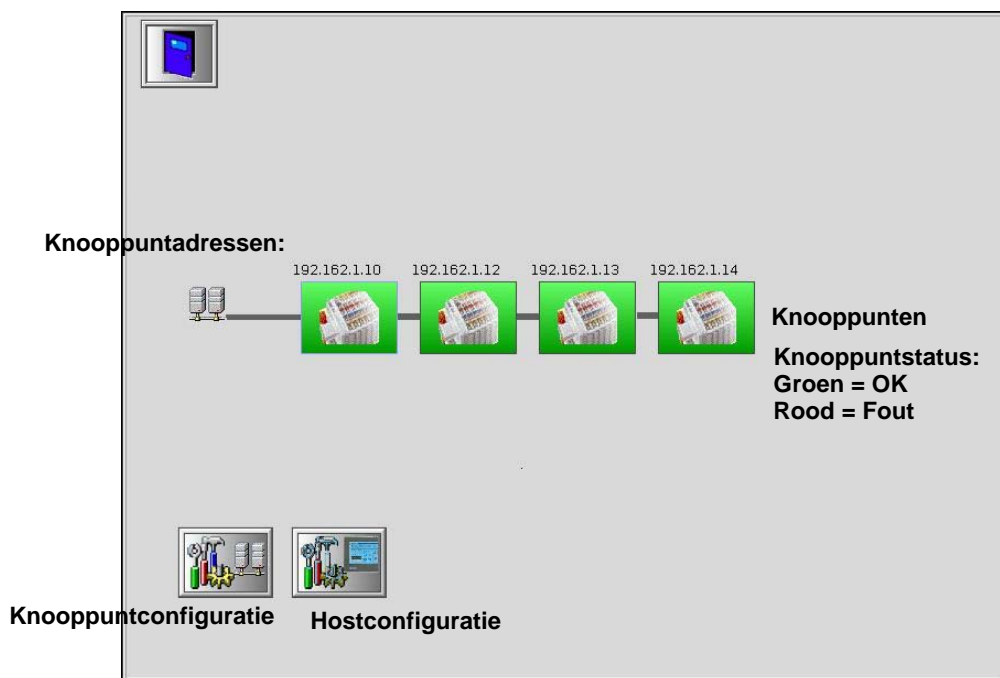 Knooppuntadressen:
192.162.1.10 192.162.1.12 192.162.1.13 192.162.1.14
Knooppunten
Knooppuntstatus:
Groen = OK
Rood = Fout
Knooppuntconfiguratie
Hostconfiguratie